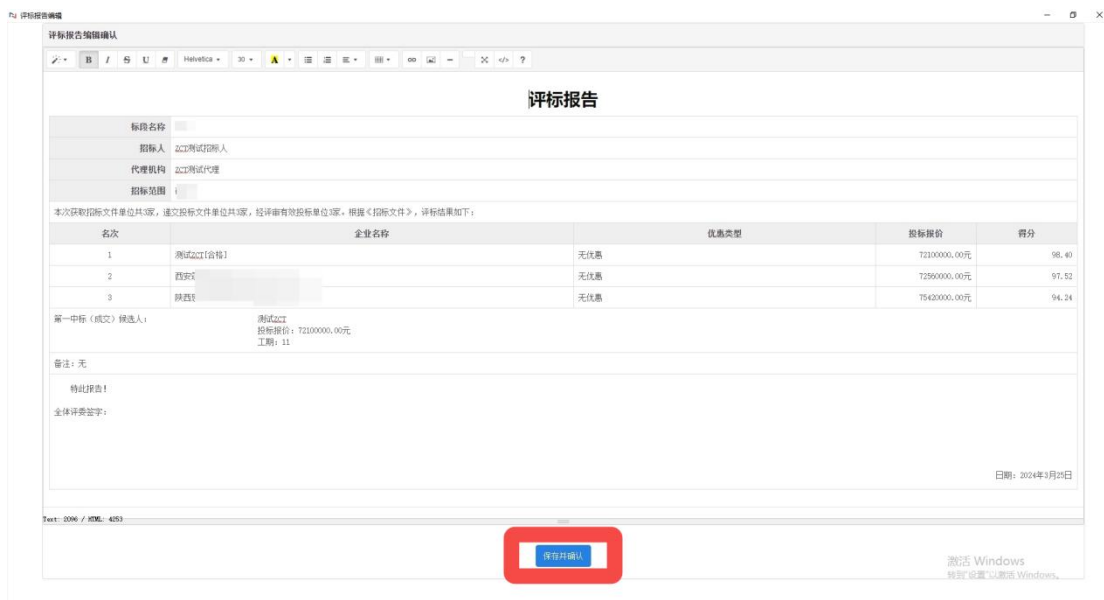 评标报告编辑
评标报告编辑确认
B I S U Helvetica 30 A ?
评标报告
标段名称
招标人 ZCT测试招标人
代理机构 ZCT测试代理
招标范围
本次获取招标文件单位共3家，递交投标文件单位共3家，经评审有效投标单位3家。根据《招标文件》，评标结果如下：
名次 企业名称 优惠类型 投标报价 得分
1 测试ZCT[合格] 无优惠 72100000.00元 98.40
2 西安 无优惠 72560000.00元 97.52
3 陕西 无优惠 75420000.00元 94.24
第一中标（成交）候选人： 测试ZCT
投标报价：72100000.00元
工期：11
备注：无
特此报告！
全体评委签字：
日期：2024年3月25日
Text: 2096 / HTML: 4253
保存并确认
激活 Windows
转到"设置"以激活 Windows。